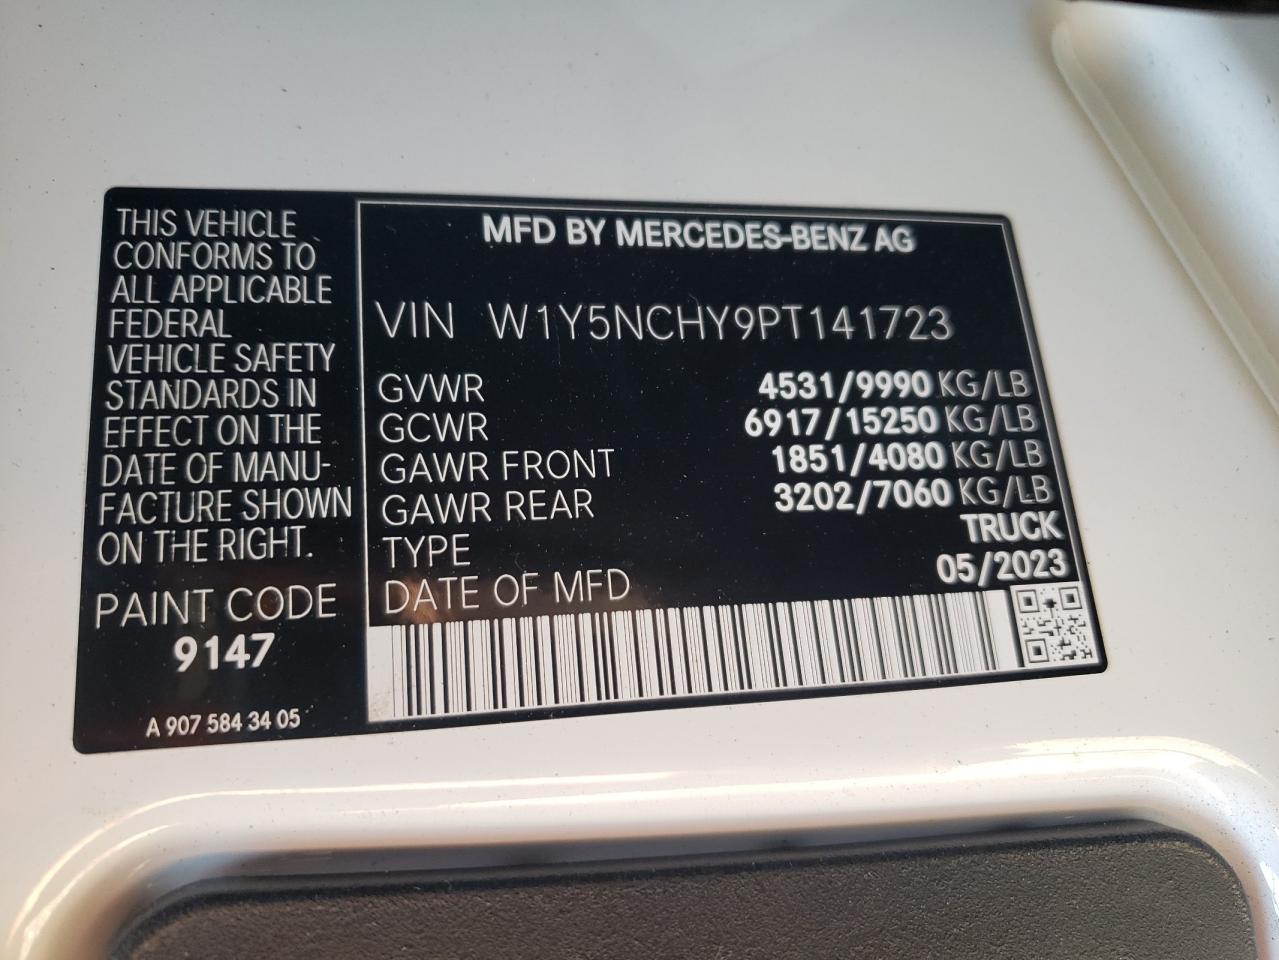 THIS VEHICLE
CONFORMS TO
ALL APPLICABLE
FEDERAL
VEHICLE SAFETY
STANDARDS IN
EFFECT ON THE
DATE OF MANU-
FACTURE SHOWN
ON THE RIGHT.
PAINT CODE
9147
A 907 584 34 05
MFD BY MERCEDES-BENZ AG
VIN W1Y5NCHY9PT141723
GVWR 4531/9990 KG/LB
GCWR 6917/15250 KG/LB
GAWR FRONT 1851/4080 KG/LB
GAWR REAR 3202/7060 KG/LB
TYPE TRUCK
DATE OF MFD 05/2023